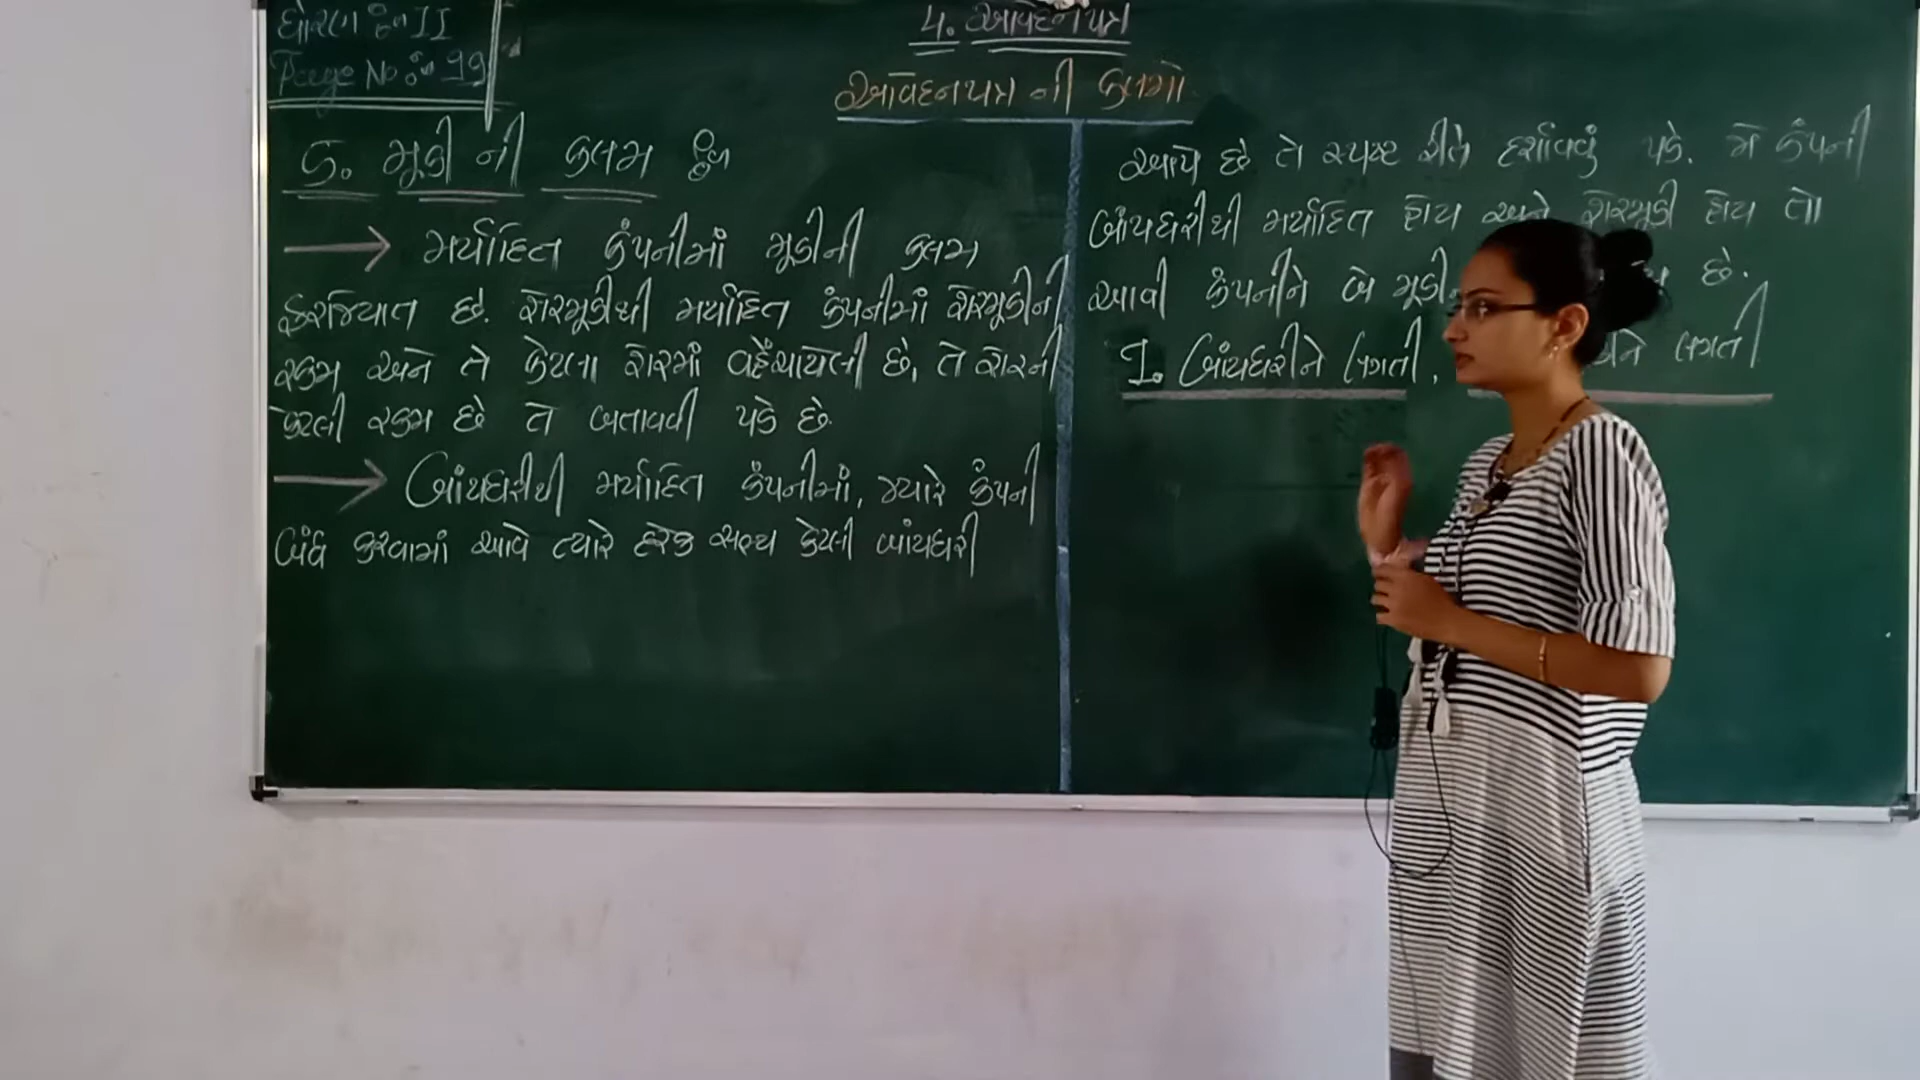 ધોરણ ઃ 11
Page No ઃ 99
4. આવેદનપત્ર
આવેદનપત્ર ની કલમો
5. મૂડી ની કલમ ઃ
→ મર્યાદિત કંપનીમાં મૂડીની કલમ
ફરજિયાત છે. શેરમૂડીથી મર્યાદિત કંપનીમાં શેરમૂડીની
રકમ અને તે કેટલા શેરમાં વહેંચાયેલી છે, તે શેરની
કેટલી રકમ છે તે બતાવવી પડે છે.
→ બાંયધરીથી મર્યાદિત કંપનીમાં, જ્યારે કંપની
બંધ કરવામાં આવે ત્યારે દરેક સભ્ય કેટલી બાંયધરી
આપે છે તે સ્પષ્ટ રીતે દર્શાવવું પડે. જે કંપની
બાંયધરીથી મર્યાદિત હોય અને શેરમૂડી હોય તો
આવી કંપનીને બે મૂડી છે.
I. બાંયધરીને લગતી, લગતી